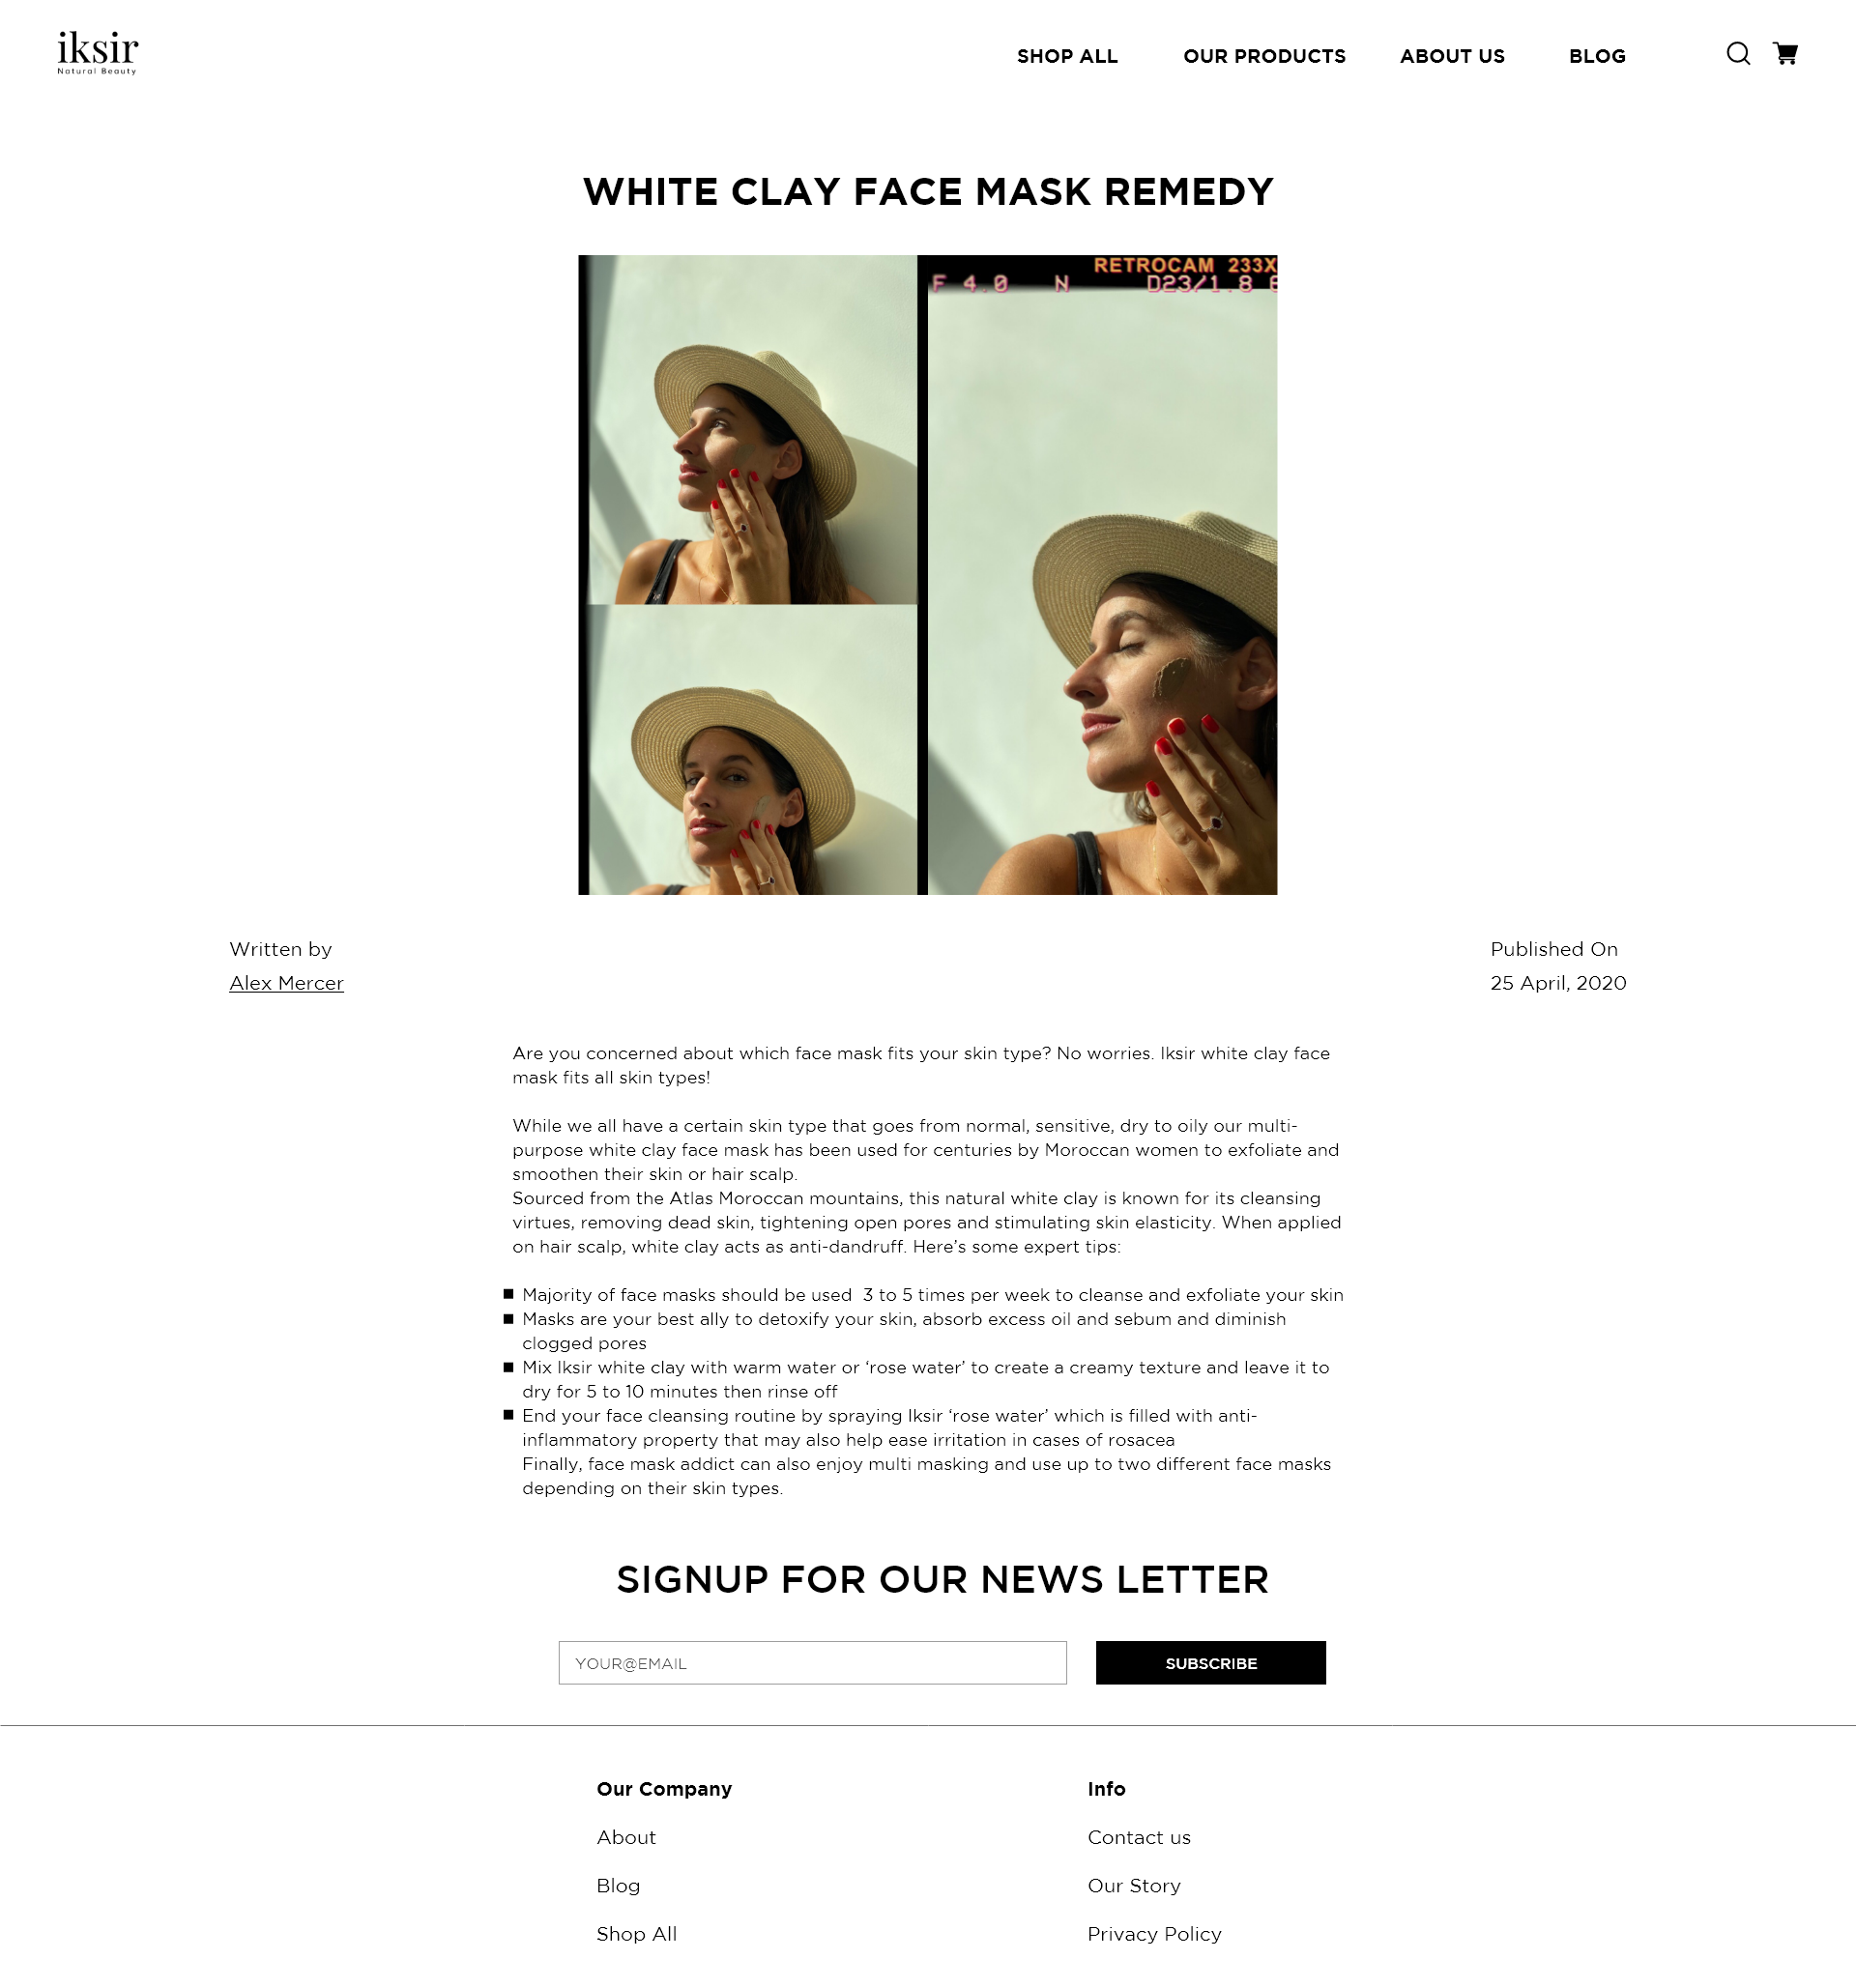 iksir
Natural Beauty
SHOP ALL
OUR PRODUCTS
ABOUT US
BLOG
WHITE CLAY FACE MASK REMEDY
RETROCAM 233X
F 4.0 N D23/1.8
Written by
Alex Mercer
Published On
25 April, 2020
Are you concerned about which face mask fits your skin type? No worries. Iksir white clay face
mask fits all skin types!
While we all have a certain skin type that goes from normal, sensitive, dry to oily our multi-
purpose white clay face mask has been used for centuries by Moroccan women to exfoliate and
smoothen their skin or hair scalp.
Sourced from the Atlas Moroccan mountains, this natural white clay is known for its cleansing
virtues, removing dead skin, tightening open pores and stimulating skin elasticity. When applied
on hair scalp, white clay acts as anti-dandruff. Here’s some expert tips:
■ Majority of face masks should be used  3 to 5 times per week to cleanse and exfoliate your skin
■ Masks are your best ally to detoxify your skin, absorb excess oil and sebum and diminish
clogged pores
■ Mix Iksir white clay with warm water or ‘rose water’ to create a creamy texture and leave it to
dry for 5 to 10 minutes then rinse off
■ End your face cleansing routine by spraying Iksir ‘rose water’ which is filled with anti-
inflammatory property that may also help ease irritation in cases of rosacea
Finally, face mask addict can also enjoy multi masking and use up to two different face masks
depending on their skin types.
SIGNUP FOR OUR NEWS LETTER
YOUR@EMAIL
SUBSCRIBE
Our Company
Info
About
Contact us
Blog
Our Story
Shop All
Privacy Policy